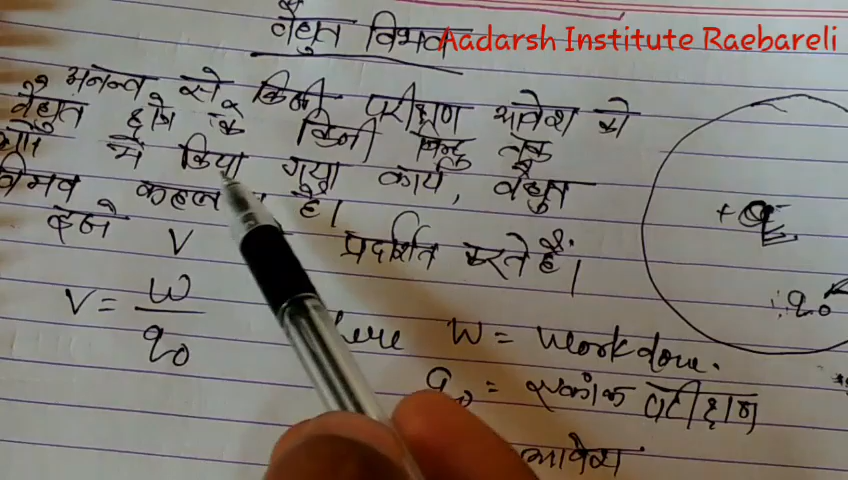 वैद्युत विभव
Aadarsh Institute Raebareli
अनन्त से किसी परीक्षण आवेश को
वैद्युत क्षेत्र के किसी बिन्दु तक
में किया गया कार्य, वैद्युत
विभव कहलाता है।
इसे V प्रदर्शित करते हैं।
+Q
q₀
V = W/q₀ where W = work done.
q₀ = एकांक परीक्षण
आवेश